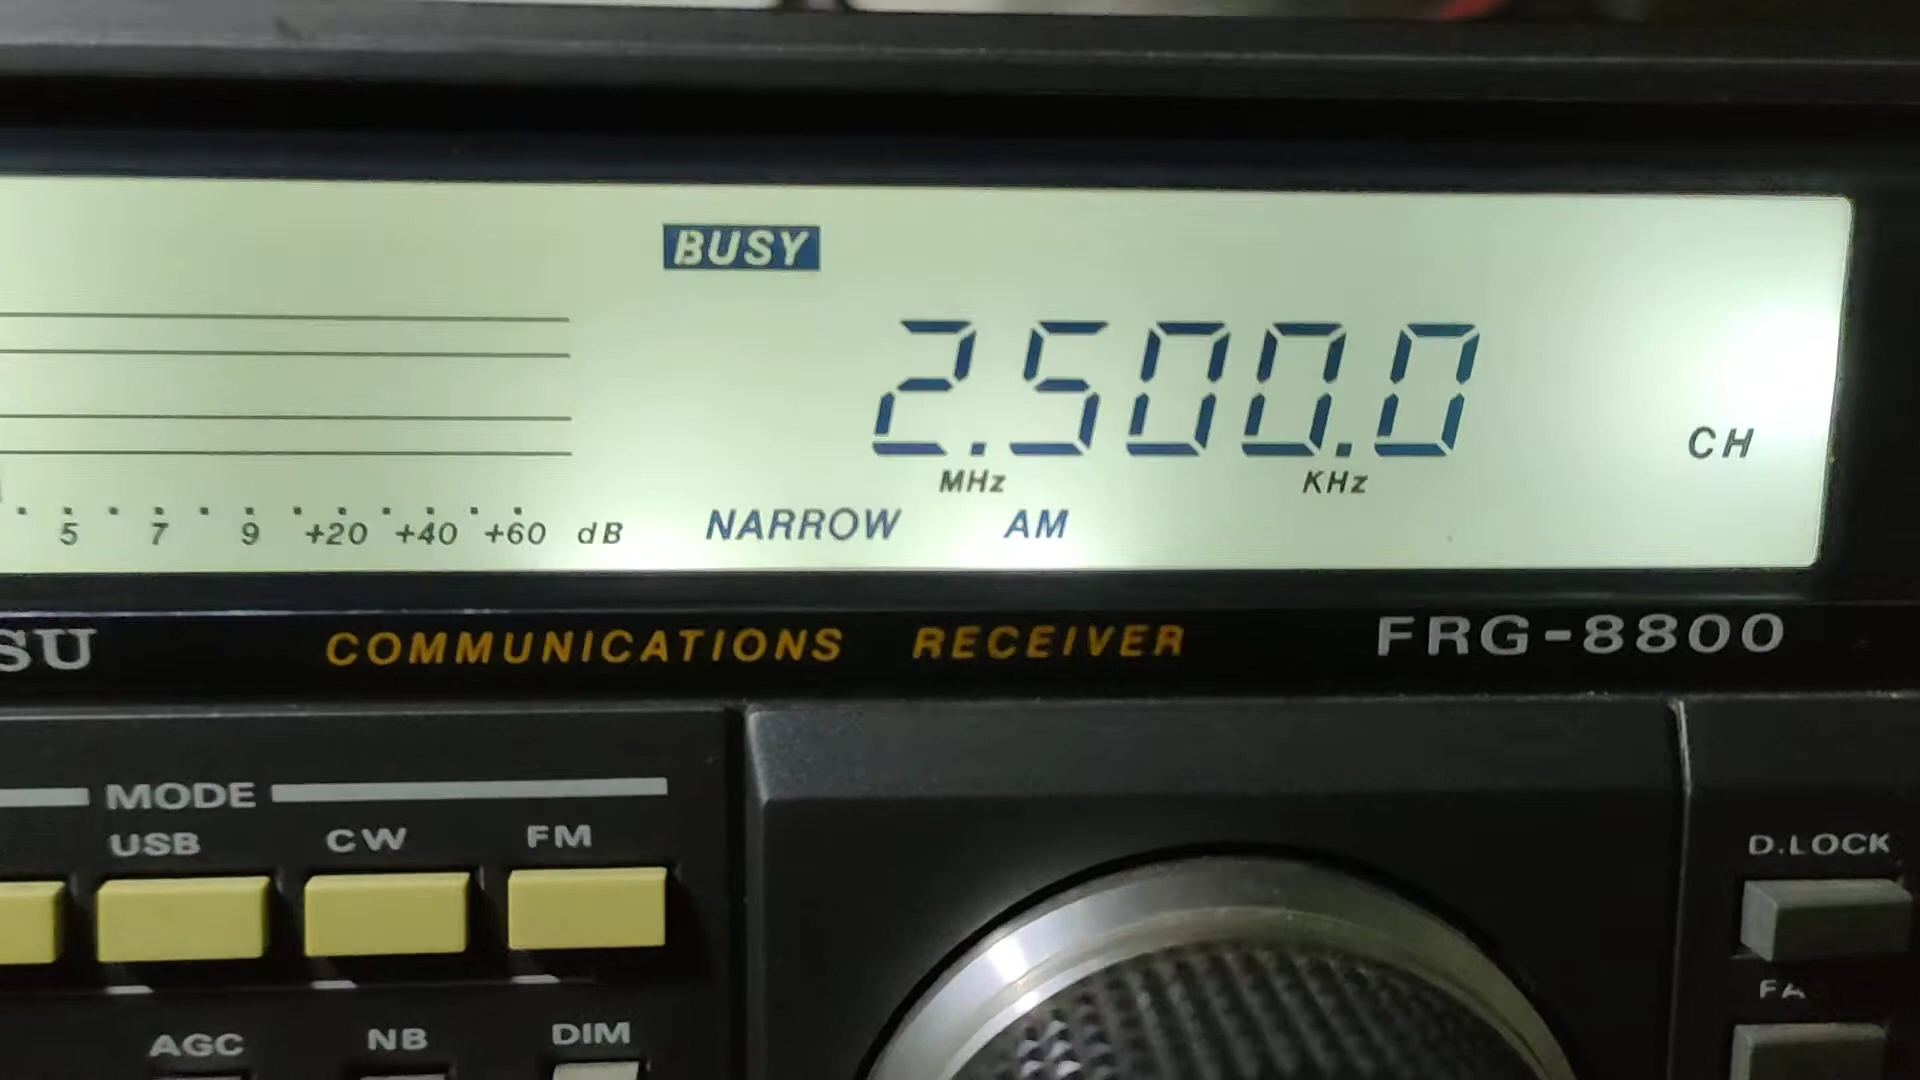 BUSY
2.500.0
MHz KHz
CH
5 7 9 +20 +40 +60 dB
NARROW AM
SU COMMUNICATIONS RECEIVER FRG-8800
MODE
USB CW FM
D.LOCK
AGC NB DIM